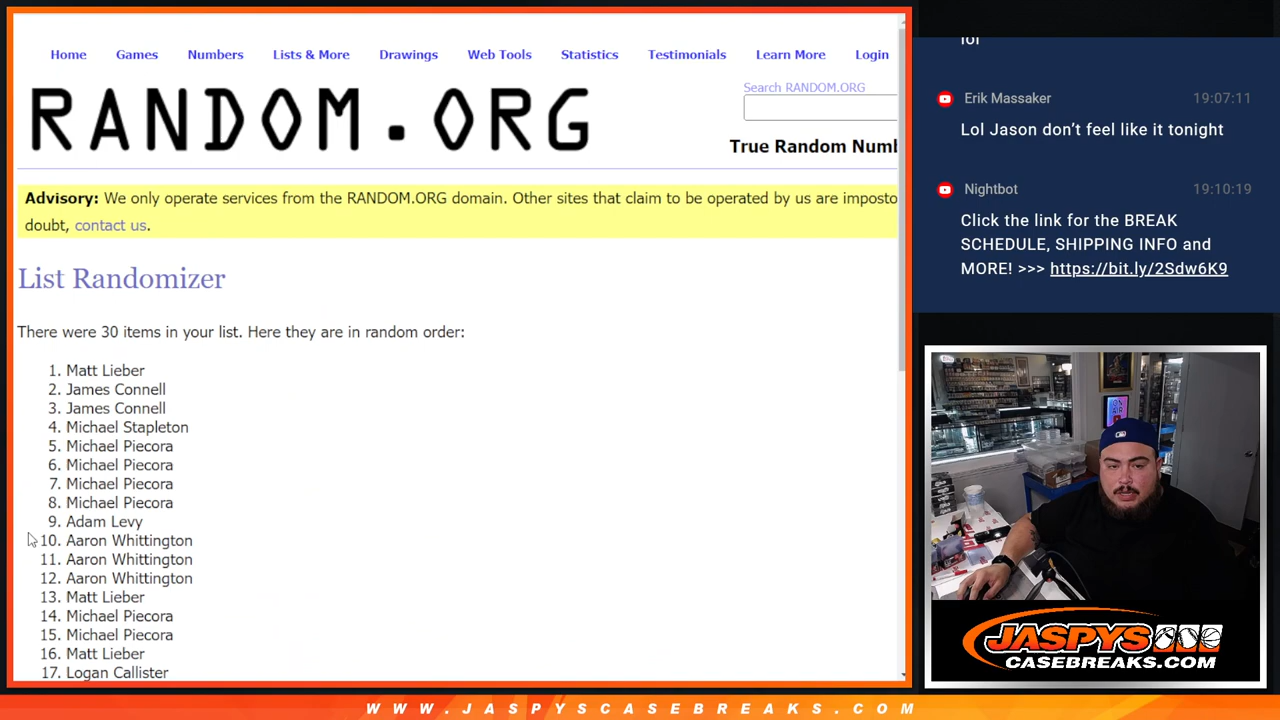 Home Games Numbers Lists & More Drawings Web Tools Statistics Testimonials Learn More Login
RANDOM.ORG
Search RANDOM.ORG
True Random Numb
Advisory: We only operate services from the RANDOM.ORG domain. Other sites that claim to be operated by us are imposto
doubt, contact us.
List Randomizer
There were 30 items in your list. Here they are in random order:
1. Matt Lieber
2. James Connell
3. James Connell
4. Michael Stapleton
5. Michael Piecora
6. Michael Piecora
7. Michael Piecora
8. Michael Piecora
9. Adam Levy
10. Aaron Whittington
11. Aaron Whittington
12. Aaron Whittington
13. Matt Lieber
14. Michael Piecora
15. Michael Piecora
16. Matt Lieber
17. Logan Callister
lol
Erik Massaker 19:07:11
Lol Jason don’t feel like it tonight
Nightbot 19:10:19
Click the link for the BREAK
SCHEDULE, SHIPPING INFO and
MORE! >>> https://bit.ly/2Sdw6K9
ON
AIR
JASPYS
CASEBREAKS.COM
WWW.JASPYSCASEBREAKS.COM